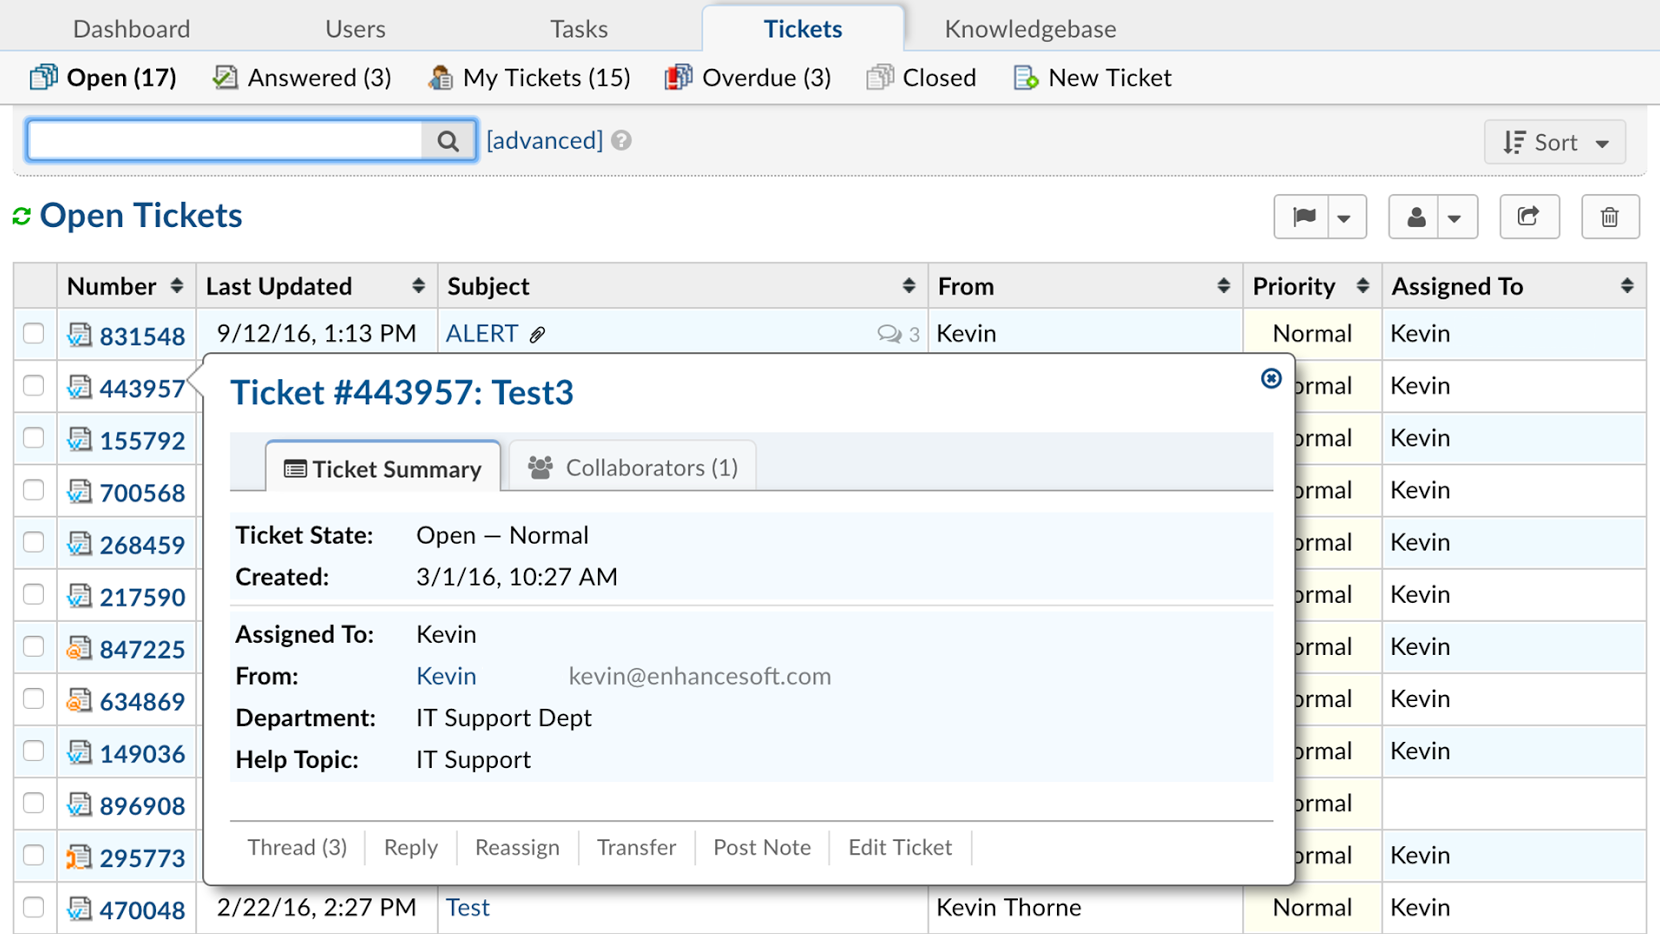 Dashboard Users Tasks Tickets Knowledgebase
Open (17) Answered (3) My Tickets (15) Overdue (3) Closed New Ticket
[advanced] ? Sort
Open Tickets
Number Last Updated Subject From Priority Assigned To
831548 9/12/16, 1:13 PM ALERT 3 Kevin Normal Kevin
443957 ormal Kevin
Ticket #443957: Test3
155792 ormal Kevin
Ticket Summary Collaborators (1)
700568 ormal Kevin
Ticket State: Open — Normal
268459 ormal Kevin
Created: 3/1/16, 10:27 AM
217590 ormal Kevin
Assigned To: Kevin
847225 ormal Kevin
From: Kevin kevin@enhancesoft.com
634869 ormal Kevin
Department: IT Support Dept
149036 ormal Kevin
Help Topic: IT Support
896908 ormal
Thread (3) Reply Reassign Transfer Post Note Edit Ticket
295773 ormal Kevin
470048 2/22/16, 2:27 PM Test Kevin Thorne Normal Kevin